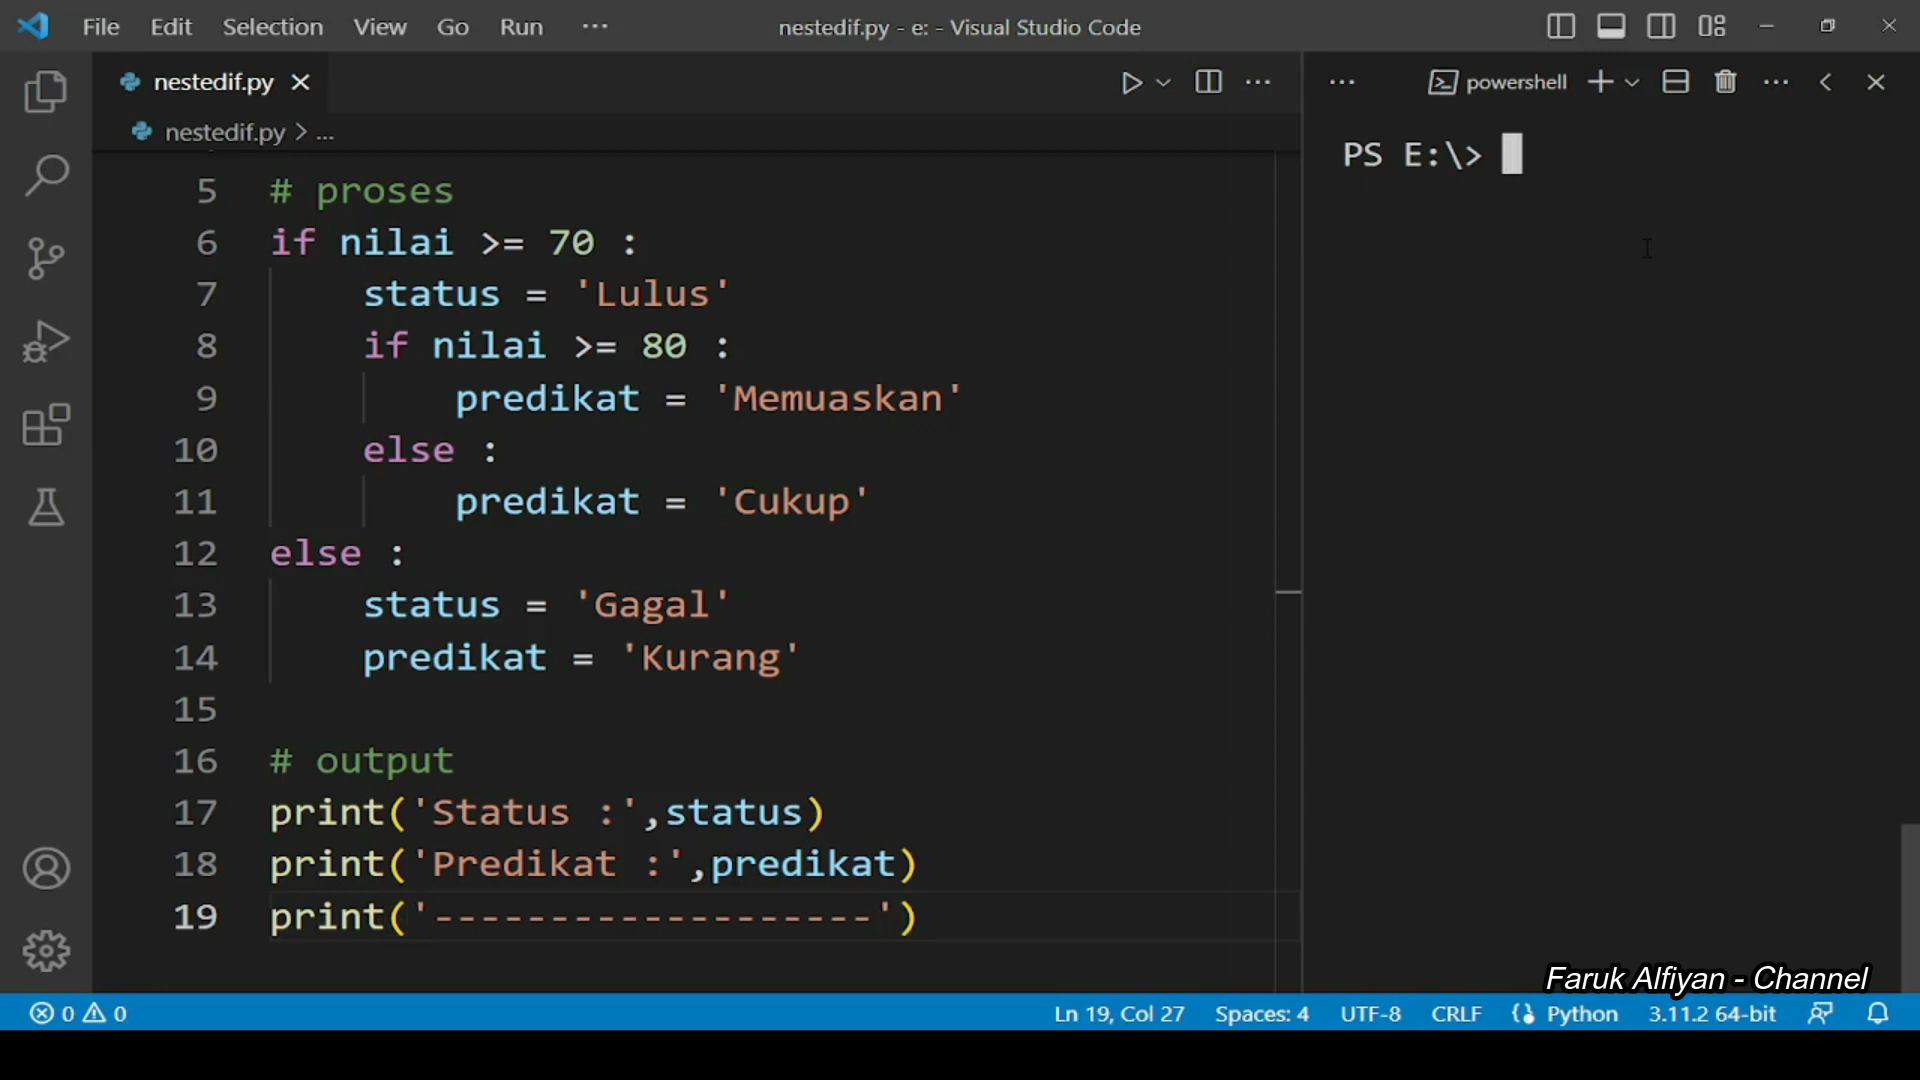 File Edit Selection View Go Run ··· nestedif.py - e: - Visual Studio Code
nestedif.py
nestedif.py > ...
5 # proses
6 if nilai >= 70 :
7 status = 'Lulus'
8 if nilai >= 80 :
9 predikat = 'Memuaskan'
10 else :
11 predikat = 'Cukup'
12 else :
13 status = 'Gagal'
14 predikat = 'Kurang'
15
16 # output
17 print('Status :',status)
18 print('Predikat :',predikat)
19 print('-------------------')
powershell
PS E:\>
Faruk Alfiyan - Channel
0 0 Ln 19, Col 27 Spaces: 4 UTF-8 CRLF Python 3.11.2 64-bit